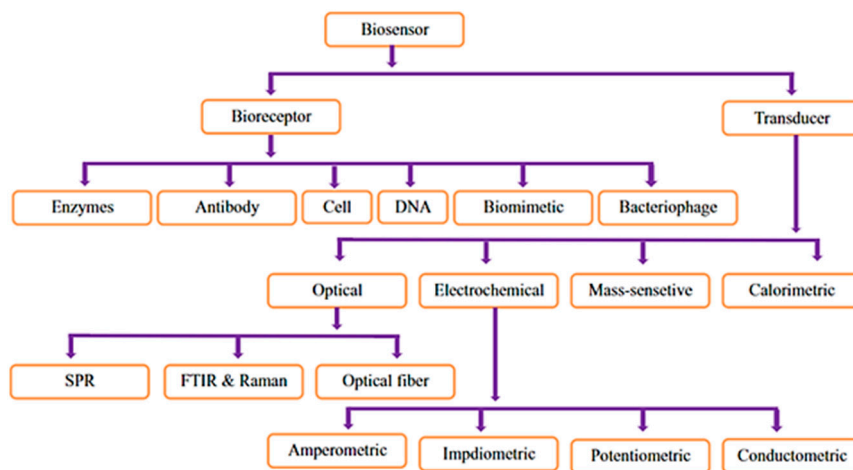 Biosensor
Bioreceptor
Transducer
Enzymes
Antibody
Cell
DNA
Biomimetic
Bacteriophage
Optical
Electrochemical
Mass-sensetive
Calorimetric
SPR
FTIR & Raman
Optical fiber
Amperometric
Impdiometric
Potentiometric
Conductometric